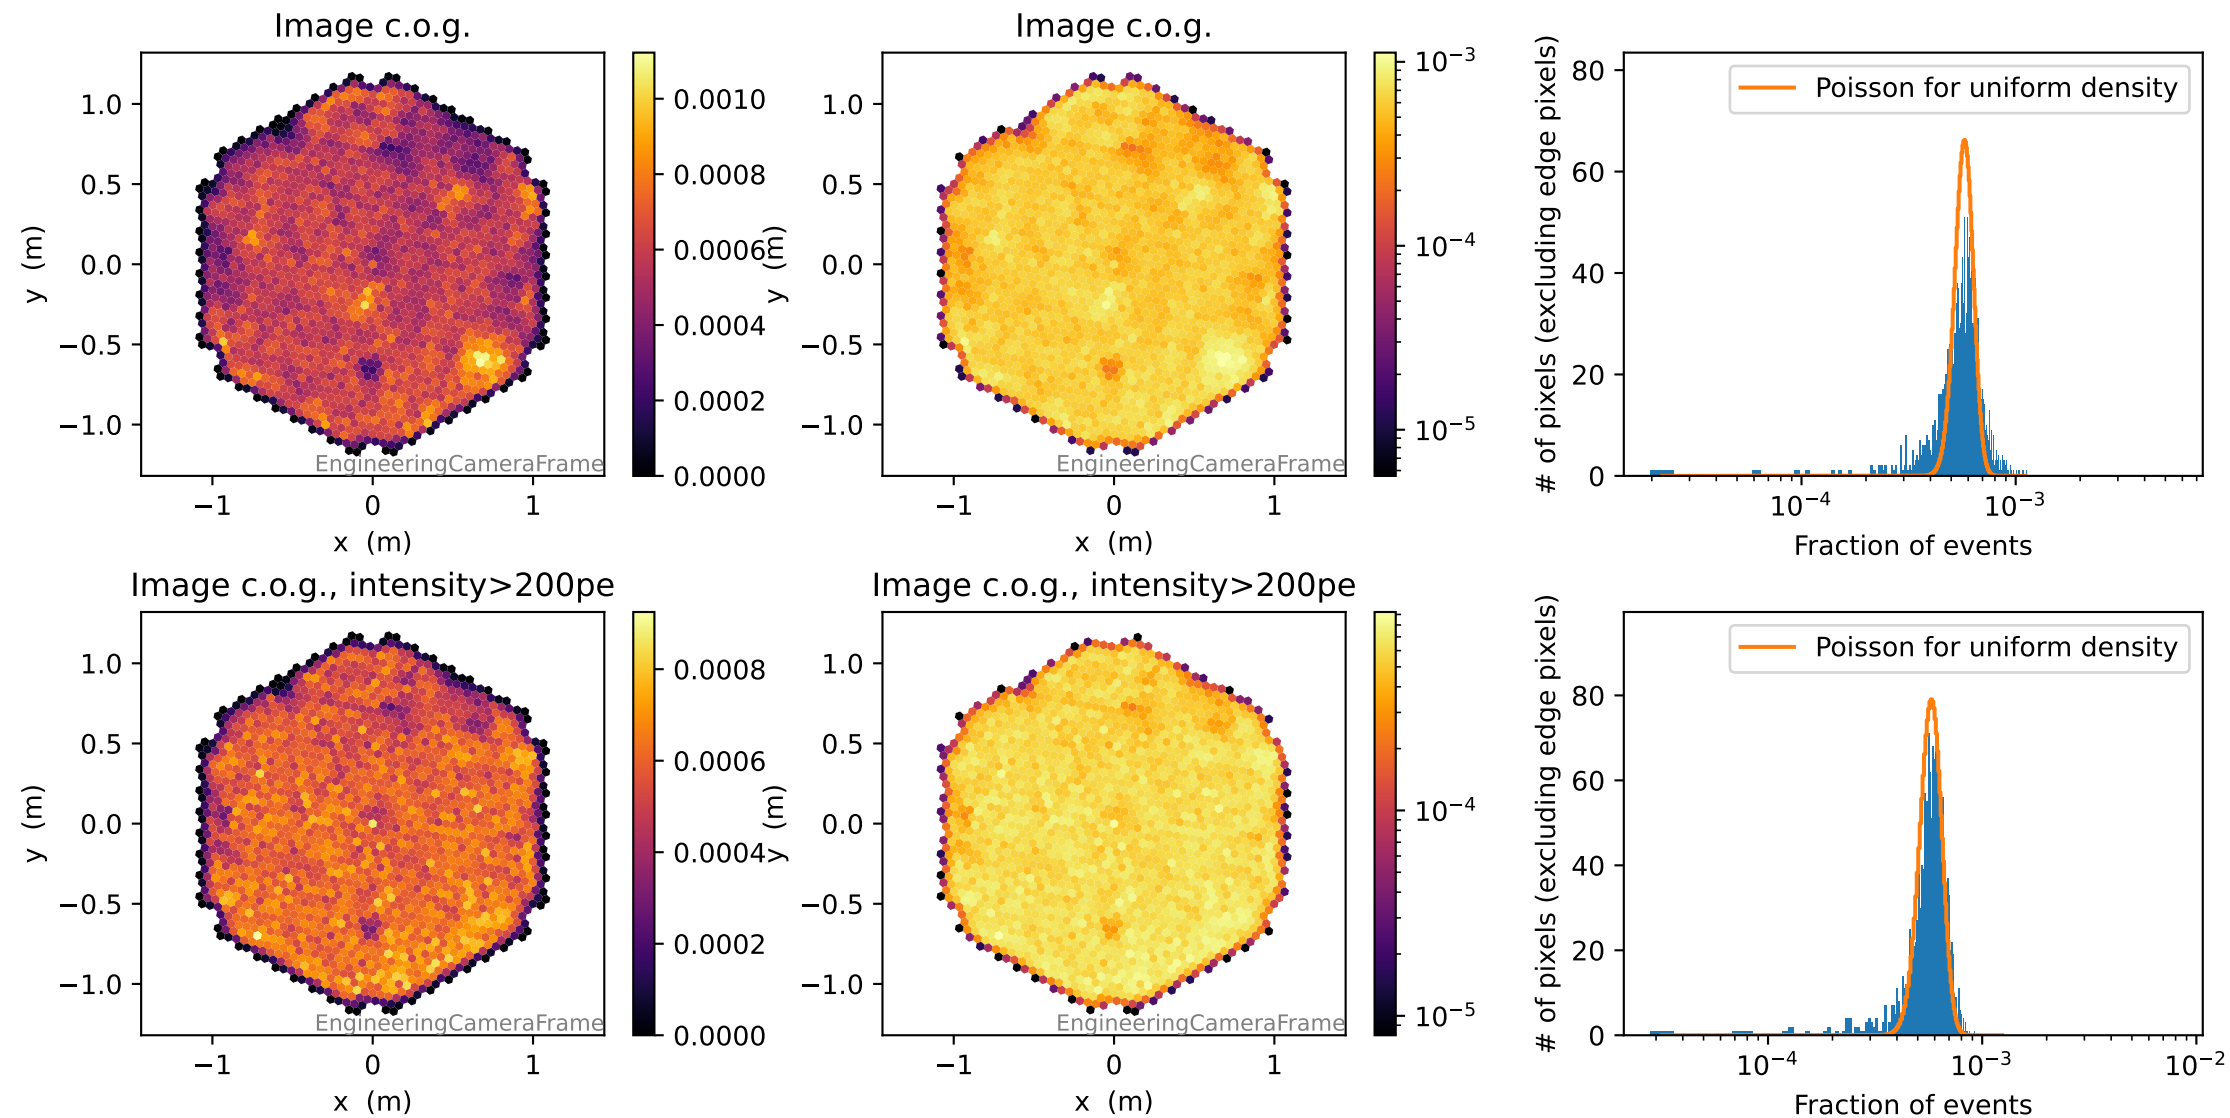 Image c.o.g.
1.0
0.5
0.0
−0.5
−1.0
y (m)
−1
0
1
x (m)
EngineeringCameraFrame
0.0010
0.0008
0.0006
0.0004
0.0002
0.0000
Image c.o.g.
1.0
0.5
0.0
−0.5
−1.0
y (m)
−1
0
1
x (m)
EngineeringCameraFrame
10⁻³
10⁻⁴
10⁻⁵
Poisson for uniform density
80
60
40
20
0
# of pixels (excluding edge pixels)
10⁻⁴
10⁻³
Fraction of events
Image c.o.g., intensity>200pe
1.0
0.5
0.0
−0.5
−1.0
y (m)
−1
0
1
x (m)
EngineeringCameraFrame
0.0008
0.0006
0.0004
0.0002
0.0000
Image c.o.g., intensity>200pe
1.0
0.5
0.0
−0.5
−1.0
y (m)
−1
0
1
x (m)
EngineeringCameraFrame
10⁻⁴
10⁻⁵
Poisson for uniform density
80
60
40
20
0
# of pixels (excluding edge pixels)
10⁻⁴
10⁻³
10⁻²
Fraction of events